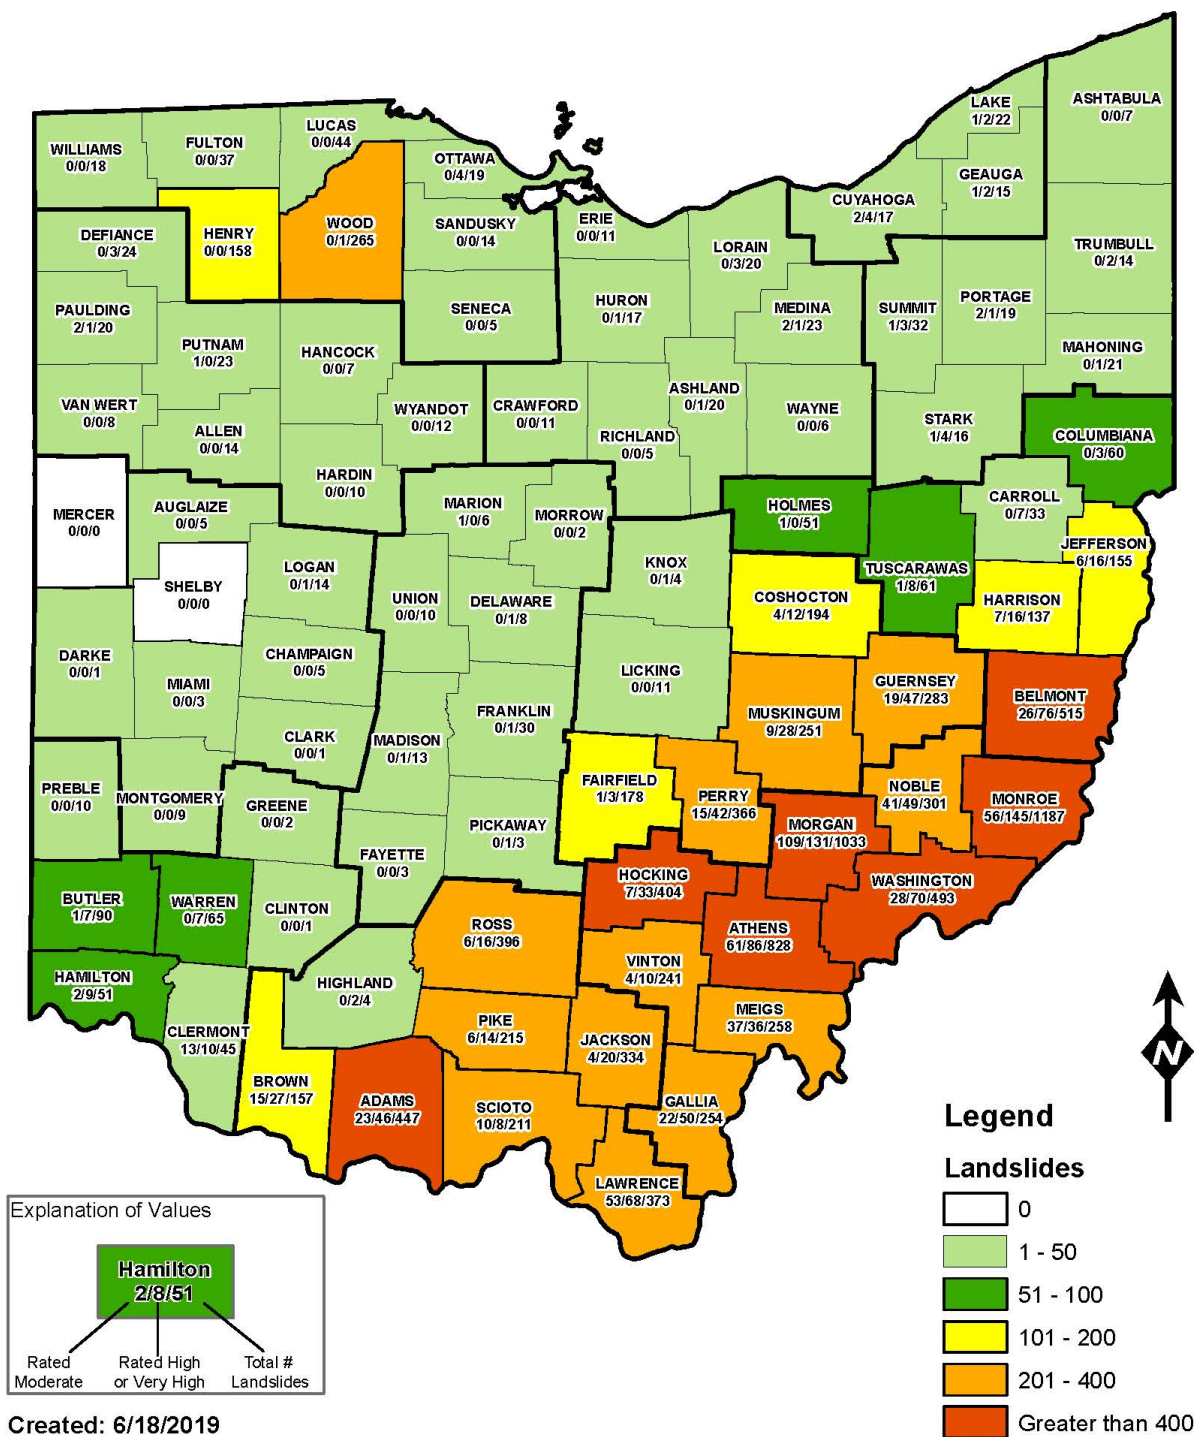 LAKE
1/2/22
ASHTABULA
0/0/7
WILLIAMS
0/0/18
FULTON
0/0/37
LUCAS
0/0/44
OTTAWA
0/4/19
GEAUGA
1/2/15
CUYAHOGA
2/4/17
DEFIANCE
0/3/24
HENRY
0/0/158
WOOD
0/1/265
SANDUSKY
0/0/14
ERIE
0/0/11
LORAIN
0/3/20
TRUMBULL
0/2/14
PAULDING
2/1/20
PUTNAM
1/0/23
HANCOCK
0/0/7
SENECA
0/0/5
HURON
0/1/17
MEDINA
2/1/23
SUMMIT
1/3/32
PORTAGE
2/1/19
MAHONING
0/1/21
VAN WERT
0/0/8
ALLEN
0/0/14
WYANDOT
0/0/12
CRAWFORD
0/0/11
RICHLAND
0/0/5
ASHLAND
0/1/20
WAYNE
0/0/6
STARK
1/4/16
COLUMBIANA
0/3/60
HARDIN
0/0/10
MERCER
0/0/0
AUGLAIZE
0/0/5
MARION
1/0/6
MORROW
0/0/2
HOLMES
1/0/51
CARROLL
0/7/33
JEFFERSON
6/16/155
SHELBY
0/0/0
LOGAN
0/1/14
UNION
0/0/10
DELAWARE
0/1/8
KNOX
0/1/4
COSHOCTON
4/12/194
TUSCARAWAS
1/8/61
HARRISON
7/16/137
DARKE
0/0/1
MIAMI
0/0/3
CHAMPAIGN
0/0/5
LICKING
0/0/11
GUERNSEY
19/47/283
BELMONT
26/76/515
CLARK
0/0/1
MADISON
0/1/13
FRANKLIN
0/1/30
MUSKINGUM
9/28/251
PREBLE
0/0/10
MONTGOMERY
0/0/9
GREENE
0/0/2
PICKAWAY
0/1/3
FAIRFIELD
1/3/178
PERRY
15/42/366
NOBLE
41/49/301
MONROE
56/145/1187
FAYETTE
0/0/3
MORGAN
109/131/1033
HOCKING
7/33/404
WASHINGTON
28/70/493
BUTLER
1/7/90
WARREN
0/7/65
CLINTON
0/0/1
ROSS
6/16/396
ATHENS
61/86/828
HAMILTON
2/9/51
HIGHLAND
0/2/4
VINTON
4/10/241
CLERMONT
13/10/45
PIKE
6/14/215
JACKSON
4/20/334
MEIGS
37/36/258
BROWN
15/27/157
ADAMS
23/46/447
SCIOTO
10/8/211
GALLIA
22/50/254
LAWRENCE
53/68/373
N
Legend
Landslides
0
1 - 50
51 - 100
101 - 200
201 - 400
Greater than 400
Explanation of Values
Hamilton
2/8/51
Rated Rated High Total #
Moderate or Very High Landslides
Created: 6/18/2019